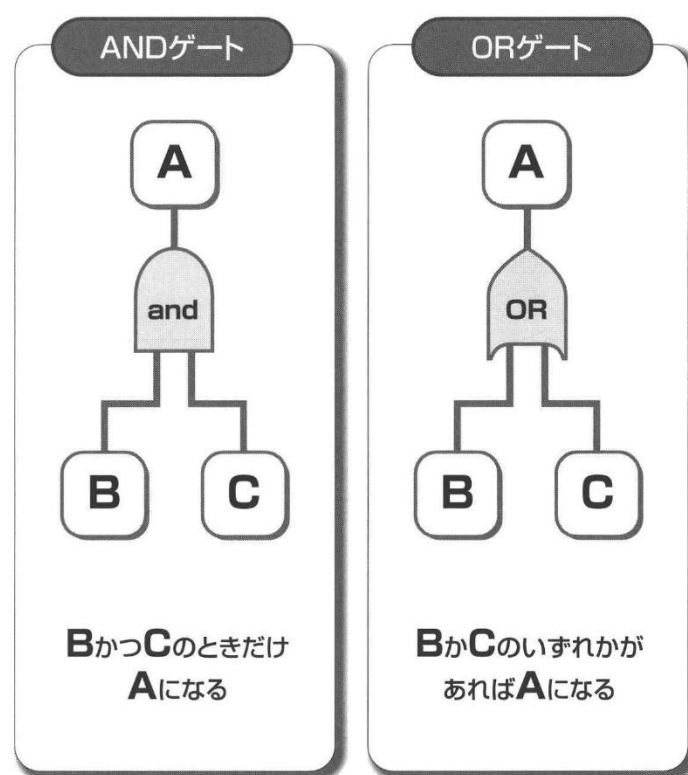 ANDゲート
A
and
B
C
BかつCのときだけ
Aになる
ORゲート
A
OR
B
C
BかCのいずれかが
あればAになる